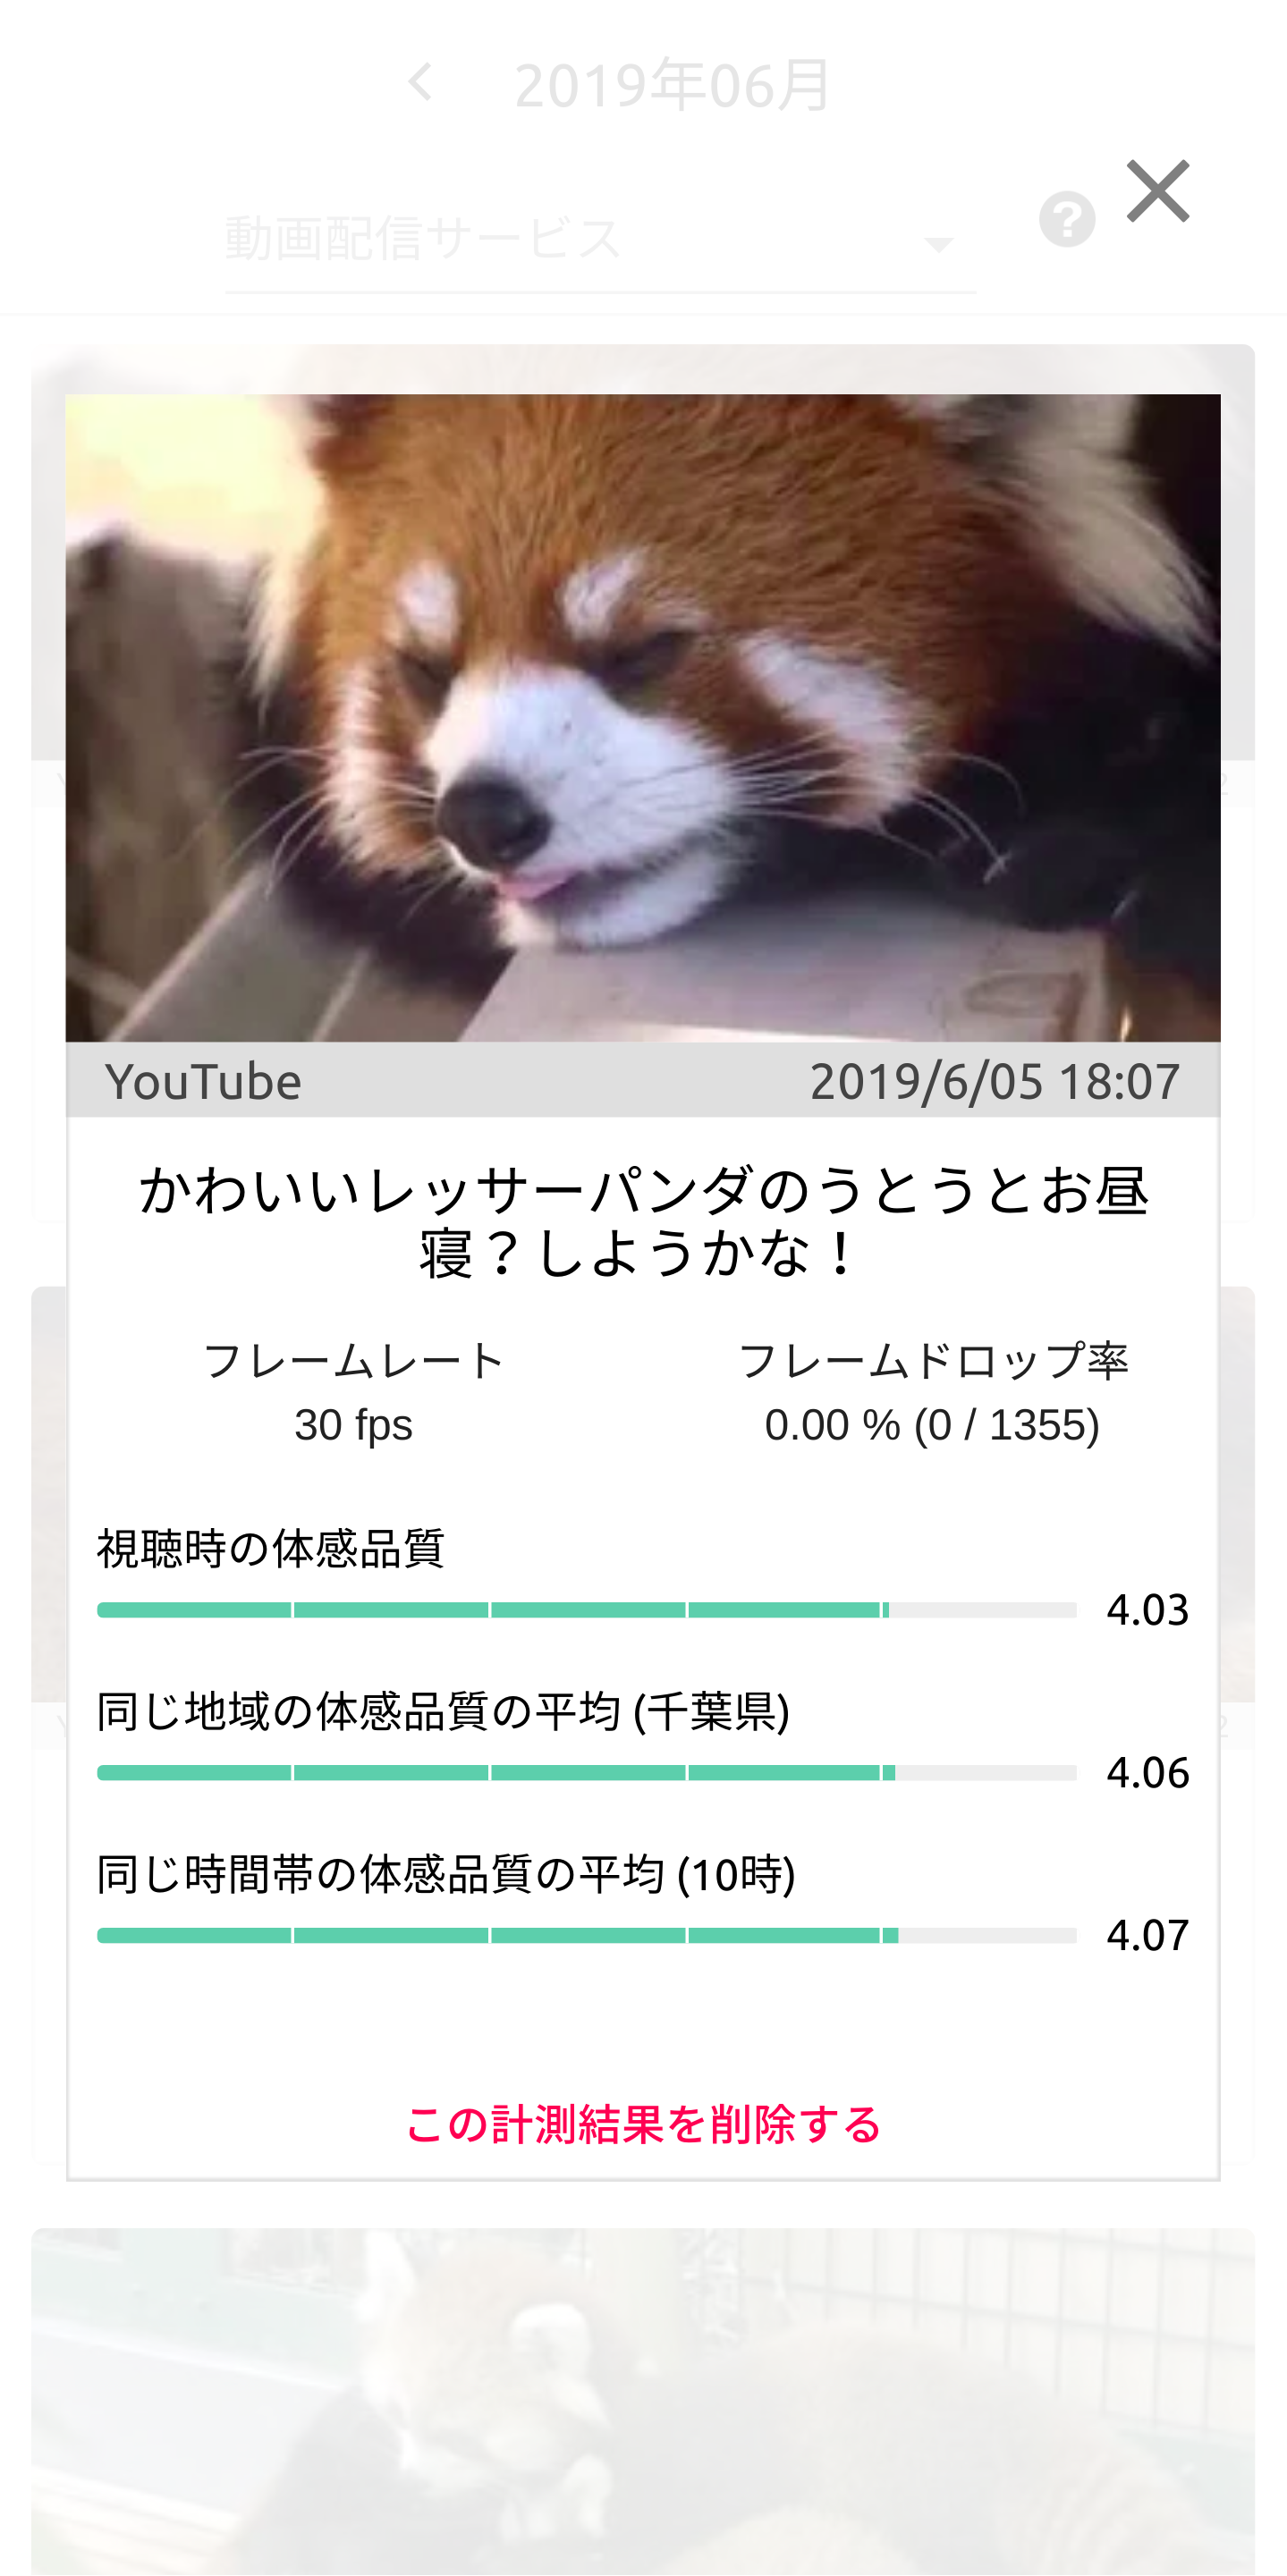 2019年06月
動画配信サービス
YouTube 2019/6/05 18:07
かわいいレッサーパンダのうとうとお昼
寝？しようかな！
フレームレート フレームドロップ率
30 fps 0.00 % (0 / 1355)
視聴時の体感品質
4.03
同じ地域の体感品質の平均 (千葉県)
4.06
同じ時間帯の体感品質の平均 (10時)
4.07
この計測結果を削除する